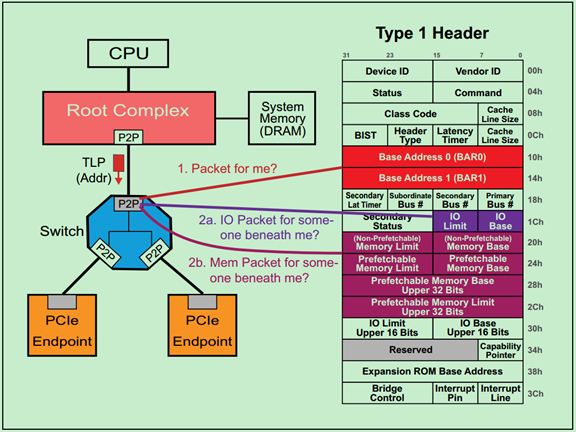 Type 1 Header
31 23 15 7 0
Device ID Vendor ID 00h
Status Command 04h
Class Code Cache
Line Size 08h
BIST Header
Type Latency
Timer Cache
Line Size 0Ch
Base Address 0 (BAR0) 10h
Base Address 1 (BAR1) 14h
Secondary
Lat Timer Subordinate
Bus # Secondary
Bus # Primary
Bus # 18h
Secondary
Status IO
Limit IO
Base 1Ch
(Non-Prefetchable)
Memory Limit (Non-Prefetchable)
Memory Base 20h
Prefetchable
Memory Limit Prefetchable
Memory Base 24h
Prefetchable Memory Base
Upper 32 Bits 28h
Prefetchable Memory Limit
Upper 32 Bits 2Ch
IO Limit
Upper 16 Bits IO Base
Upper 16 Bits 30h
Reserved Capability
Pointer 34h
Expansion ROM Base Address 38h
Bridge
Control Interrupt
Pin Interrupt
Line 3Ch
CPU
Root Complex
P2P
System
Memory
(DRAM)
TLP
(Addr)
1. Packet for me?
P2P
2a. IO Packet for some-
one beneath me?
Switch
P2P
P2P
2b. Mem Packet for some-
one beneath me?
PCIe
Endpoint
PCIe
Endpoint